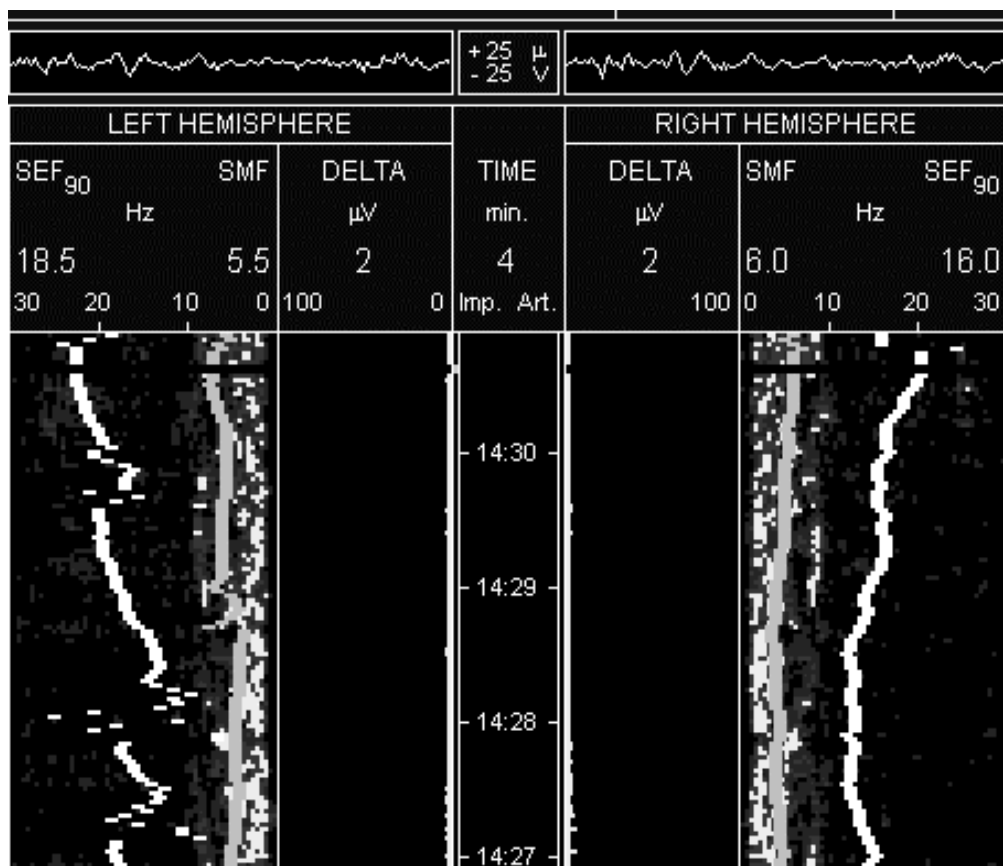 +25 µ
- 25 V
LEFT HEMISPHERE
RIGHT HEMISPHERE
SEF90 SMF DELTA TIME DELTA SMF SEF90
Hz µV min. µV Hz
18.5 5.5 2 4 2 6.0 16.0
30 20 10 0 100 0 Imp. Art. 100 0 10 20 30
14:30
14:29
14:28
14:27